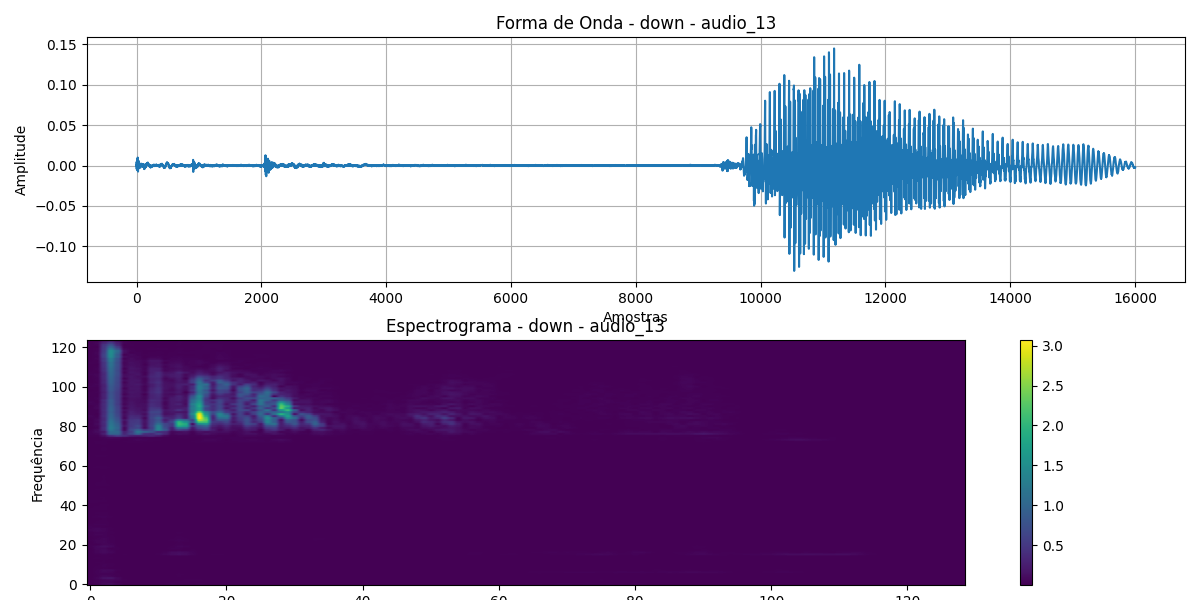 Forma de Onda - down - audio_13
0.15
0.10
0.05
0.00
−0.05
−0.10
Amplitude
0 2000 4000 6000 8000 10000 12000 14000 16000
Amostras
Espectrograma - down - audio_13
120
100
80
60
40
20
0
Frequência
0 20 40 60 80 100 120
3.0
2.5
2.0
1.5
1.0
0.5